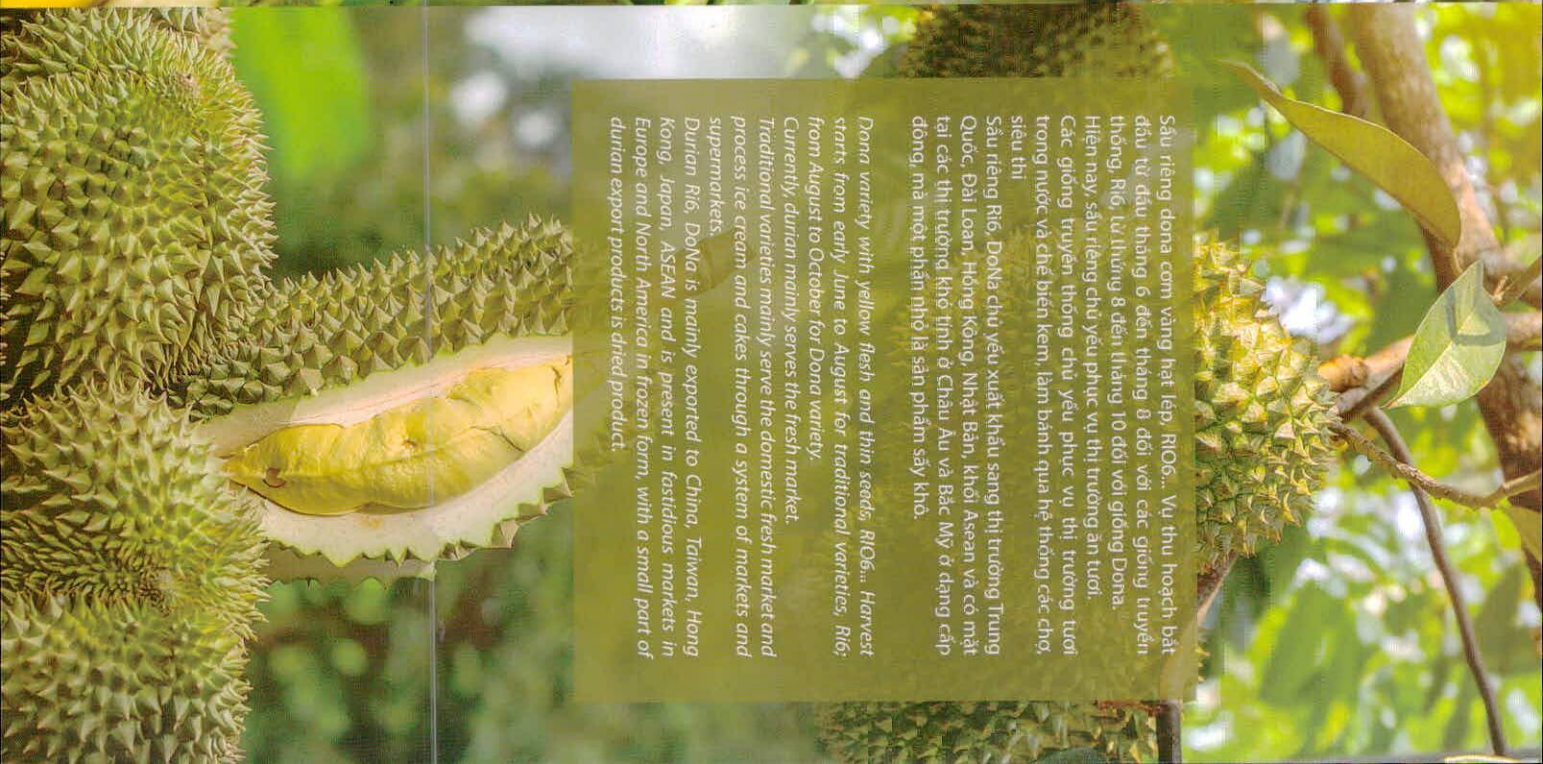 Sầu riêng dona cơm vàng hạt lép, RIO6... Vụ thu hoạch bắt
đầu từ đầu tháng 6 đến tháng 8 đối với các giống truyền
thống, Ri6, từ tháng 8 đến tháng 10 đối với giống Dona.
Hiện nay, sầu riêng chủ yếu phục vụ thị trường ăn tươi.
Các giống truyền thống chủ yếu phục vụ thị trường tươi
trong nước và chế biến kem, làm bánh qua hệ thống các chợ,
siêu thị
Sầu riêng Ri6, DoNa chủ yếu xuất khẩu sang thị trường Trung
Quốc, Đài Loan, Hồng Kông, Nhật Bản, khối Asean và có mặt
tại các thị trường khó tính ở Châu Âu và Bắc Mỹ ở dạng cấp
đông, mà một phần nhỏ là sản phẩm sấy khô.
Dona variety with yellow flesh and thin seeds, RIO6... Harvest
starts from early June to August for traditional varieties, Ri6;
from August to October for Dona variety.
Currently, durian mainly serves the fresh market.
Traditional varieties mainly serve the domestic fresh market and
process ice cream and cakes through a system of markets and
supermarkets.
Durian Ri6, DoNa is mainly exported to China, Taiwan, Hong
Kong, Japan, ASEAN and is present in fastidious markets in
Europe and North America in frozen form, with a small part of
durian export products is dried product.